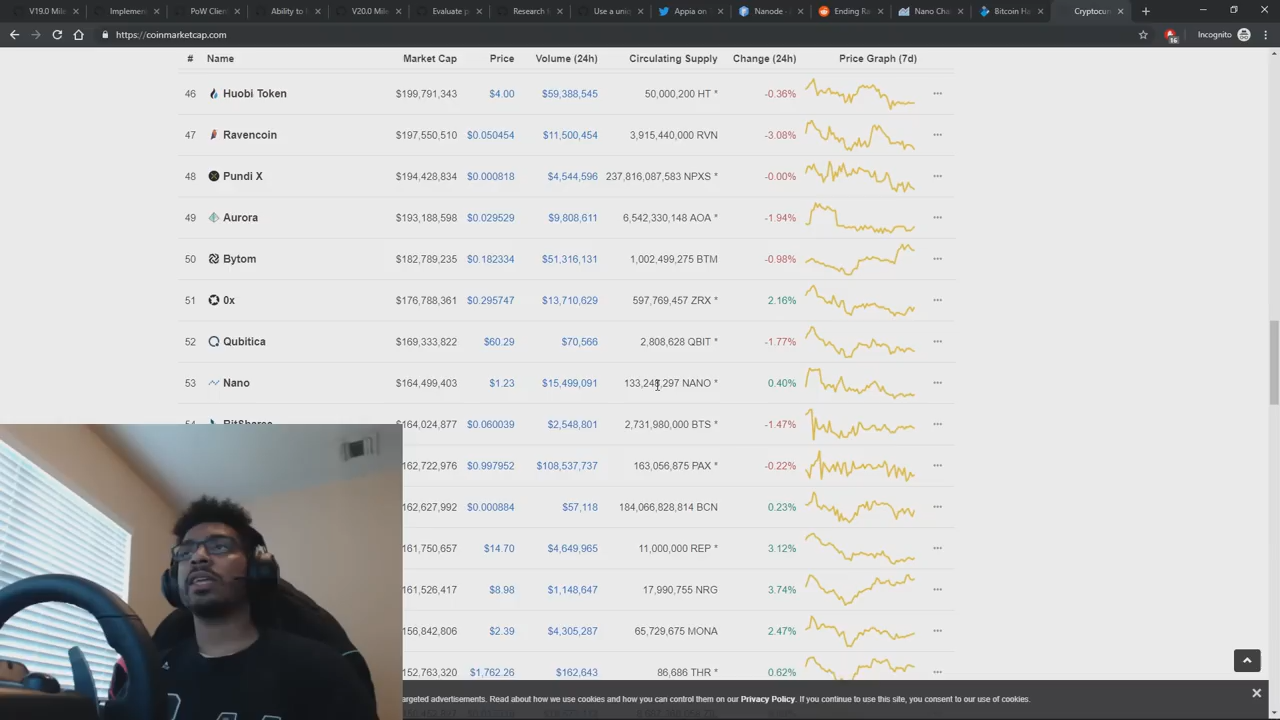 V19.0 Mile
Implemen
PoW Clien
Ability to l
V20.0 Mile
Evaluate p
Research
Use a unio
Appia on
Nanode -
Ending Ra
Nano Cha
Bitcoin Ha
Cryptocur
https://coinmarketcap.com
16
Incognito
# Name Market Cap Price Volume (24h) Circulating Supply Change (24h) Price Graph (7d)
46 Huobi Token $199,791,343 $4.00 $59,388,545 50,000,200 HT * -0.36%
47 Ravencoin $197,550,510 $0.050454 $11,500,454 3,915,440,000 RVN -3.08%
48 Pundi X $194,428,834 $0.000818 $4,544,596 237,816,087,583 NPXS * -0.00%
49 Aurora $193,188,598 $0.029529 $9,808,611 6,542,330,148 AOA * -1.94%
50 Bytom $182,789,235 $0.182334 $51,316,131 1,002,499,275 BTM -0.98%
51 0x $176,788,361 $0.295747 $13,710,629 597,769,457 ZRX * 2.16%
52 Qubitica $169,333,822 $60.29 $70,566 2,808,628 QBIT * -1.77%
53 Nano $164,499,403 $1.23 $15,499,091 133,248,297 NANO * 0.40%
54 BitShares $164,024,877 $0.060039 $2,548,801 2,731,980,000 BTS * -1.47%
162,722,976 $0.997952 $108,537,737 163,056,875 PAX * -0.22%
162,627,992 $0.000884 $57,118 184,066,828,814 BCN 0.23%
161,750,657 $14.70 $4,649,965 11,000,000 REP * 3.12%
161,526,417 $8.98 $1,148,647 17,990,755 NRG 3.74%
156,842,806 $2.39 $4,305,287 65,729,675 MONA 2.47%
152,763,320 $1,762.26 $162,643 86,686 THR * 0.62%
targeted advertisements. Read about how we use cookies and how you can control them on our Privacy Policy. If you continue to use this site, you consent to our use of cookies.